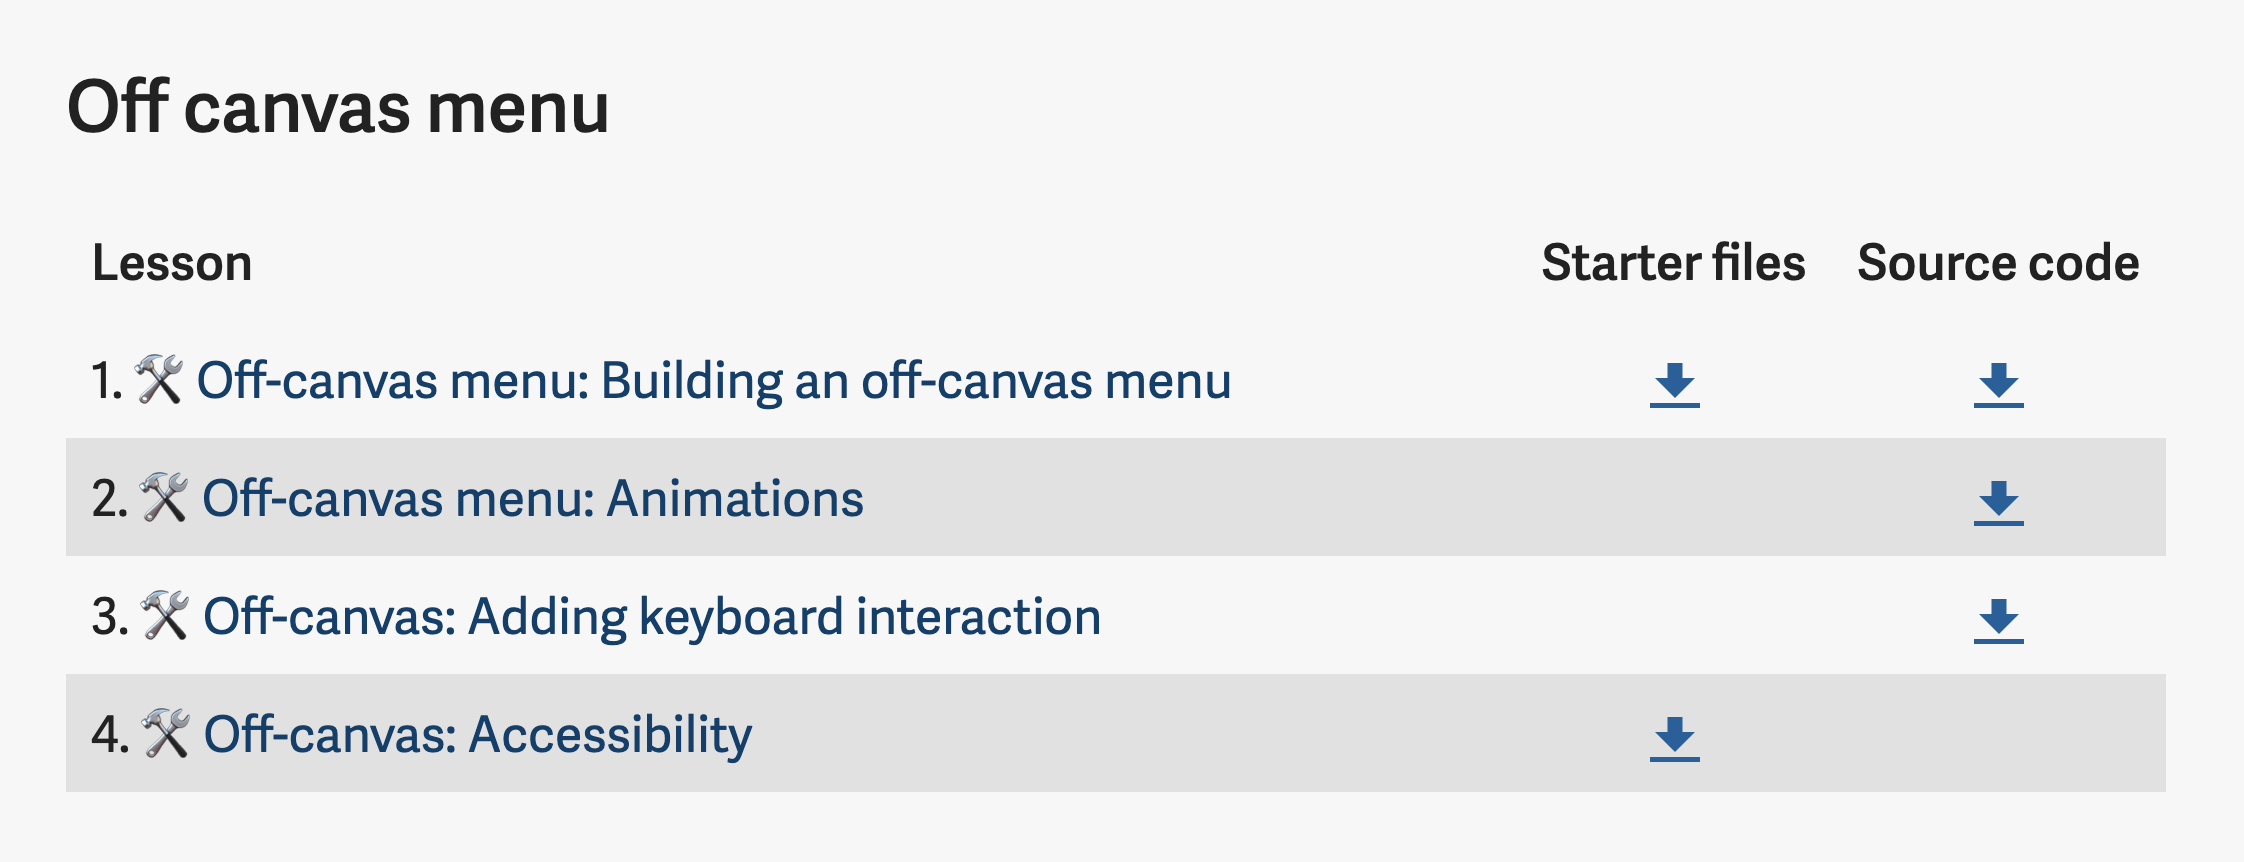 Off canvas menu
Lesson Starter files Source code
1. 🛠 Off-canvas menu: Building an off-canvas menu
2. 🛠 Off-canvas menu: Animations
3. 🛠 Off-canvas: Adding keyboard interaction
4. 🛠 Off-canvas: Accessibility